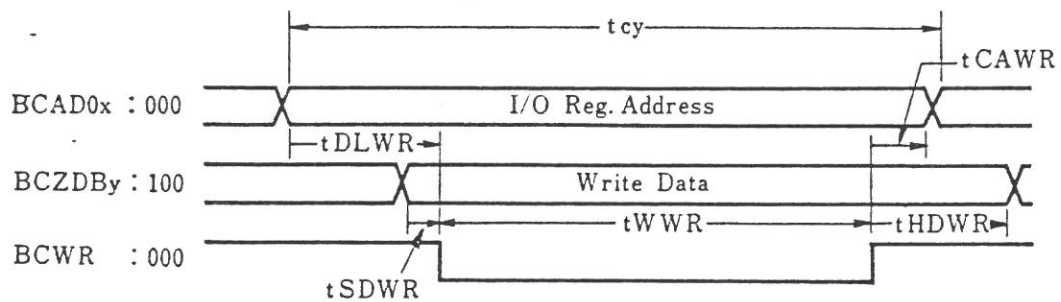 tcy
tCAWR
BCAD0x :000
I/O Reg. Address
tDLWR
BCZDBy:100
Write Data
tWWR
tHDWR
BCWR :000
tSDWR